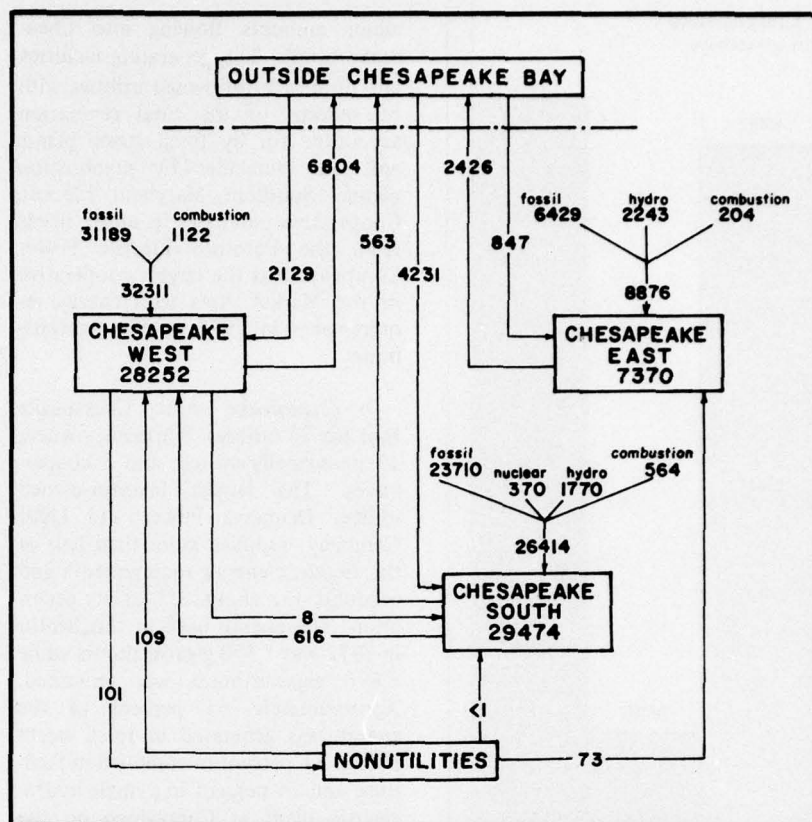 OUTSIDE CHESAPEAKE BAY
6804
2426
563
847
2129
4231
fossil
31189
combustion
1122
32311
fossil
6429
hydro
2243
combustion
204
8876
CHESAPEAKE
WEST
28252
CHESAPEAKE
EAST
7370
fossil
23710
nuclear
370
hydro
1770
combustion
564
26414
CHESAPEAKE
SOUTH
29474
8
616
109
101
<1
NONUTILITIES
73